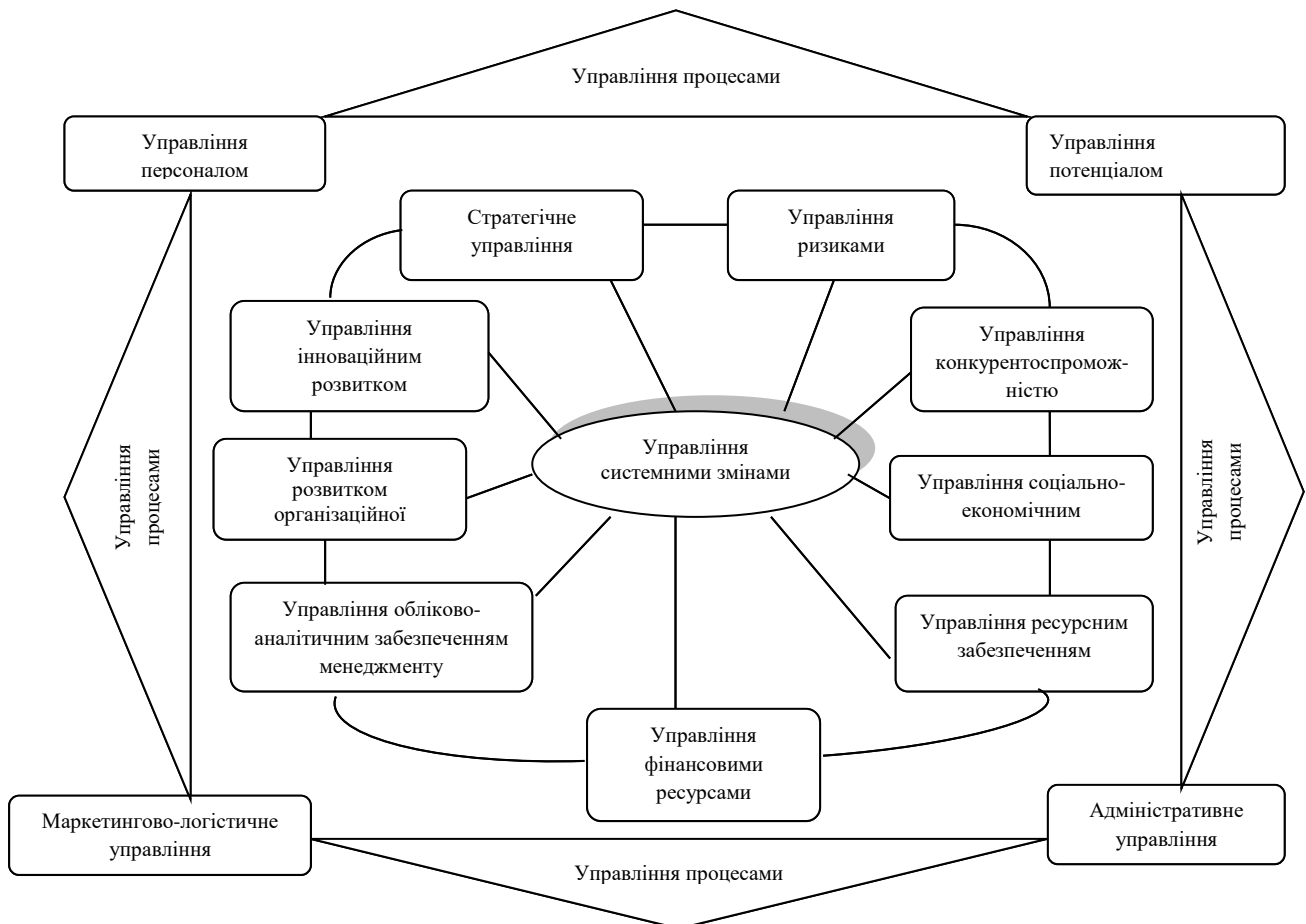 Управління процесами
Управління
персоналом
Управління
потенціалом
Стратегічне
управління
Управління
ризиками
Управління
інноваційним
розвитком
Управління
конкурентоспромож-
ністю
Управління
системними змінами
Управління
процесами
Управління
процесами
Управління
розвитком
організаційної
Управління соціально-
економічним
Управління обліково-
аналітичним забезпеченням
менеджменту
Управління ресурсним
забезпеченням
Управління
фінансовими
ресурсами
Маркетингово-логістичне
управління
Адміністративне
управління
Управління процесами